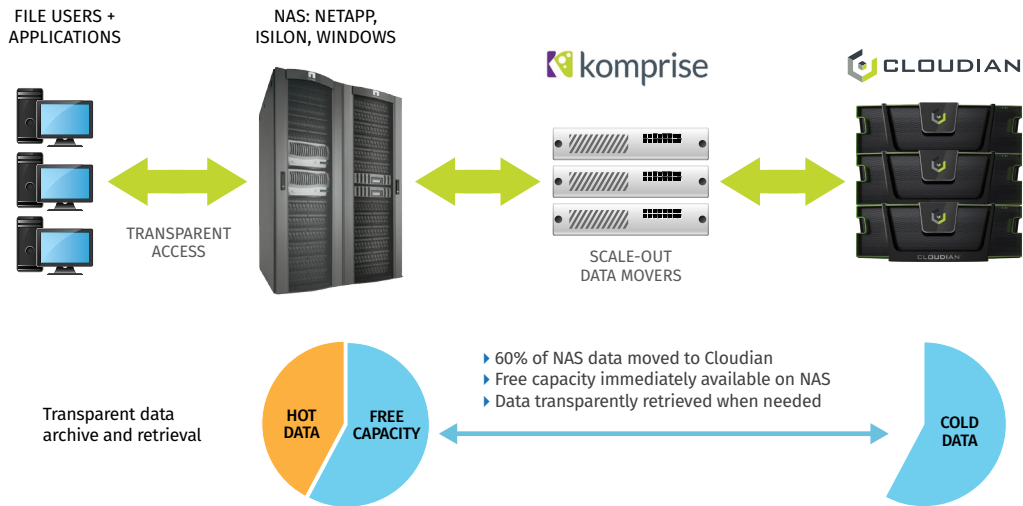 FILE USERS +
APPLICATIONS
NAS: NETAPP,
ISILON, WINDOWS
komprise
CLOUDIAN
TRANSPARENT
ACCESS
SCALE-OUT
DATA MOVERS
CLOUDIAN
60% of NAS data moved to Cloudian
Free capacity immediately available on NAS
Data transparently retrieved when needed
Transparent data
archive and retrieval
HOT
DATA
FREE
CAPACITY
COLD
DATA